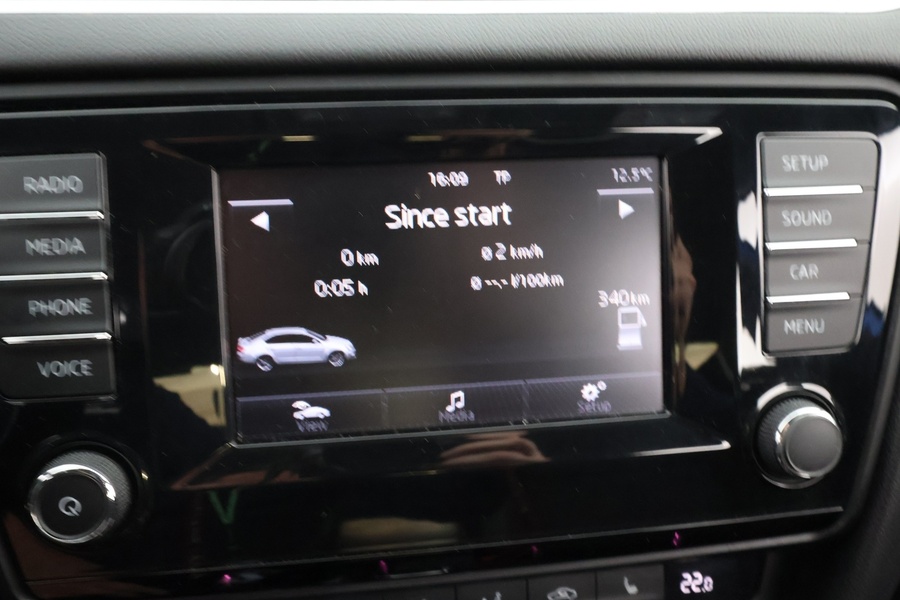 RADIO
MEDIA
PHONE
VOICE
16:09 TP 12.5°C
Since start
0 km ø 2 km/h
0:05 h ø --,- l/100km
340 km
View Media Setup
SETUP
SOUND
CAR
MENU
22.0